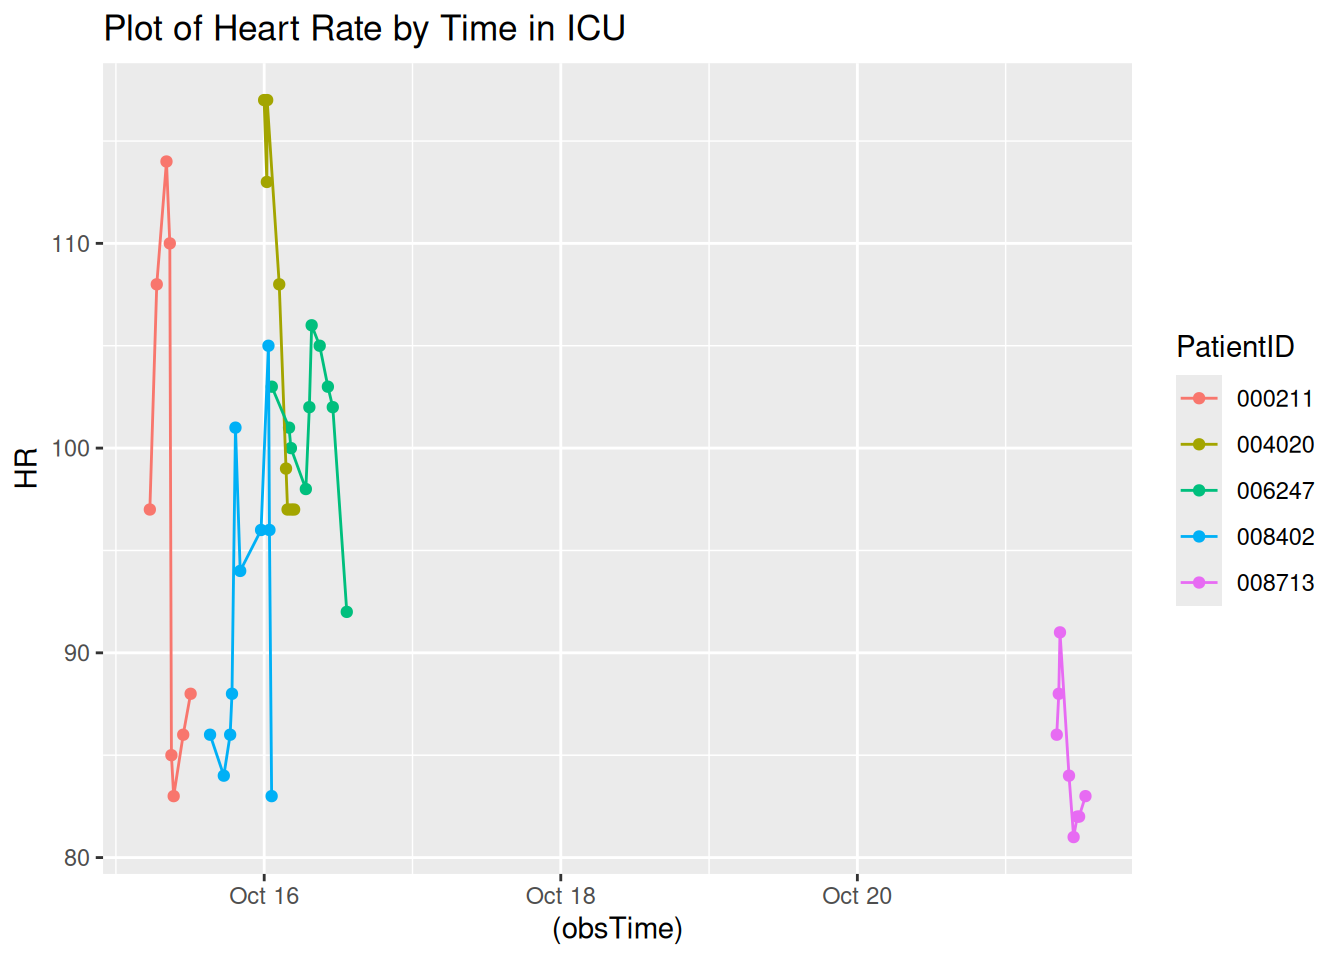 Plot of Heart Rate by Time in ICU
HR
110
100
90
80
Oct 16
Oct 18
Oct 20
(obsTime)
PatientID
000211
004020
006247
008402
008713